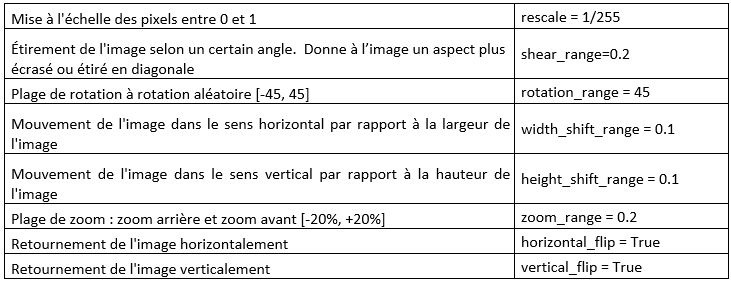 Mise à l'échelle des pixels entre 0 et 1
rescale = 1/255
Étirement de l'image selon un certain angle. Donne à l’image un aspect plus
écrasé ou étiré en diagonale
shear_range=0.2
Plage de rotation à rotation aléatoire [-45, 45]
rotation_range = 45
Mouvement de l'image dans le sens horizontal par rapport à la largeur de
l'image
width_shift_range = 0.1
Mouvement de l'image dans le sens vertical par rapport à la hauteur de
l'image
height_shift_range = 0.1
Plage de zoom : zoom arrière et zoom avant [-20%, +20%]
zoom_range = 0.2
Retournement de l'image horizontalement
horizontal_flip = True
Retournement de l'image verticalement
vertical_flip = True